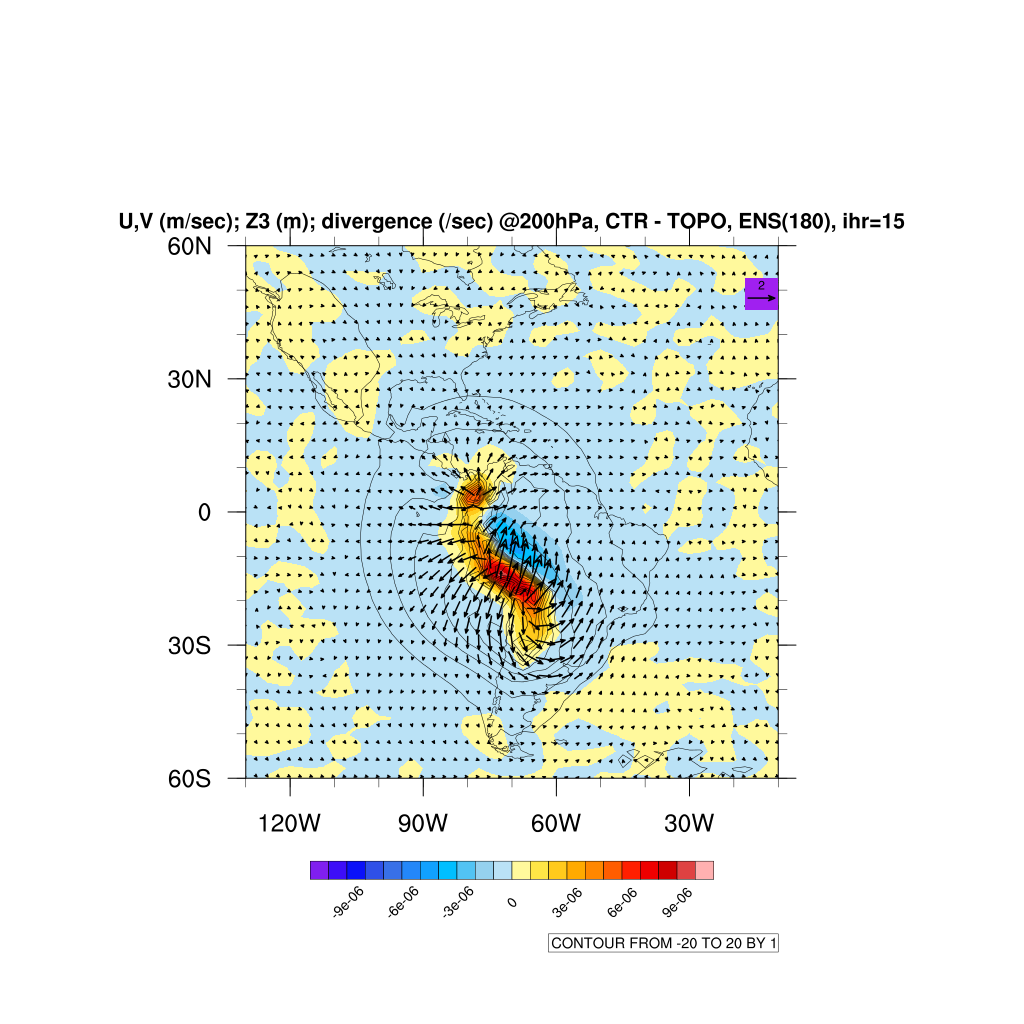 U,V (m/sec); Z3 (m); divergence (/sec) @200hPa, CTR - TOPO, ENS(180), ihr=15
60N
2
30N
0
30S
60S
120W 90W 60W 30W
-9e-06 -6e-06 -3e-06 0 3e-06 6e-06 9e-06
CONTOUR FROM -20 TO 20 BY 1